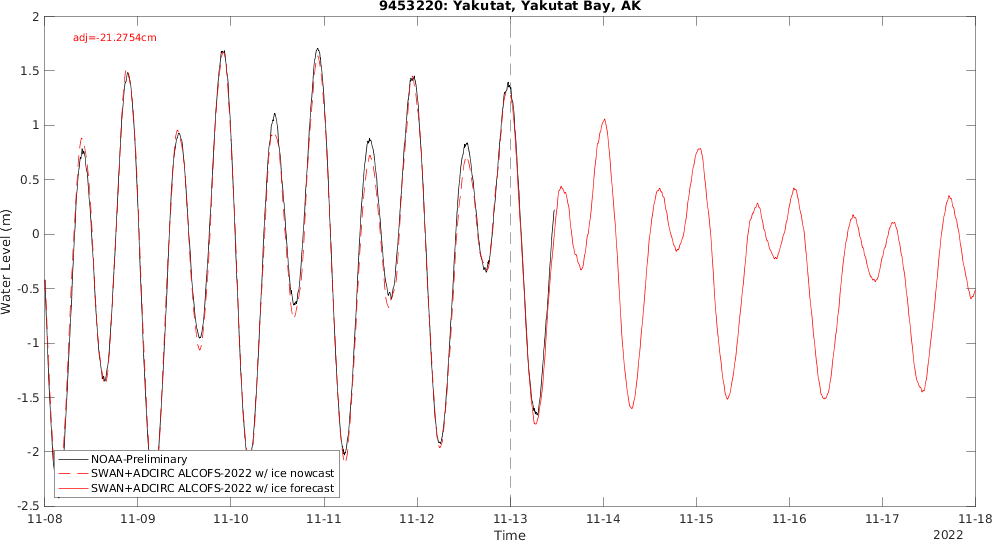 9453220: Yakutat, Yakutat Bay, AK
adj=-21.2754cm
Water Level (m)
2
1.5
1
0.5
0
-0.5
-1
-1.5
-2
-2.5
NOAA-Preliminary
SWAN+ADCIRC ALCOFS-2022 w/ ice nowcast
SWAN+ADCIRC ALCOFS-2022 w/ ice forecast
11-08 11-09 11-10 11-11 11-12 11-13 11-14 11-15 11-16 11-17 11-18
Time
2022